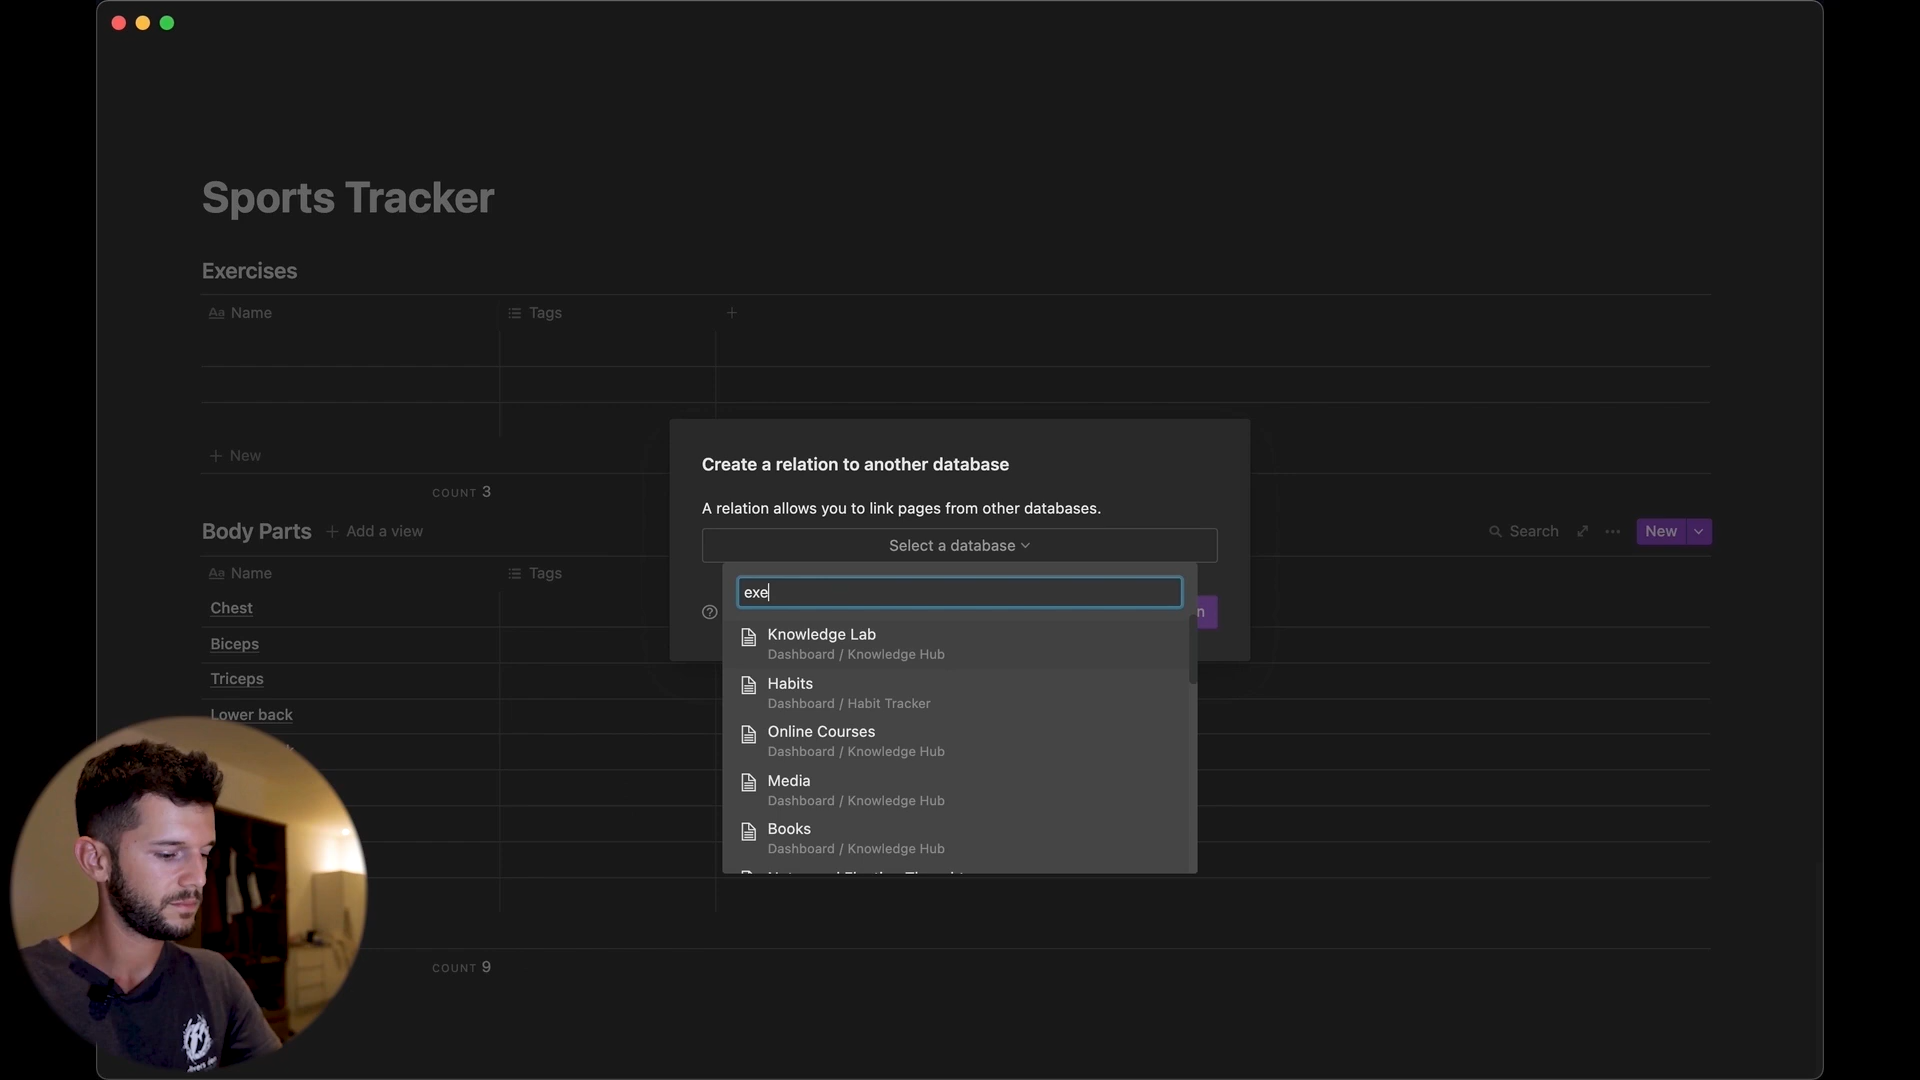 Sports Tracker
Exercises
Aa Name Tags +
+ New
COUNT 3
Body Parts + Add a view Search New
Aa Name Tags
Chest
Biceps
Triceps
Lower back
COUNT 9
Create a relation to another database
A relation allows you to link pages from other databases.
Select a database
exe
Knowledge Lab
Dashboard / Knowledge Hub
Habits
Dashboard / Habit Tracker
Online Courses
Dashboard / Knowledge Hub
Media
Dashboard / Knowledge Hub
Books
Dashboard / Knowledge Hub